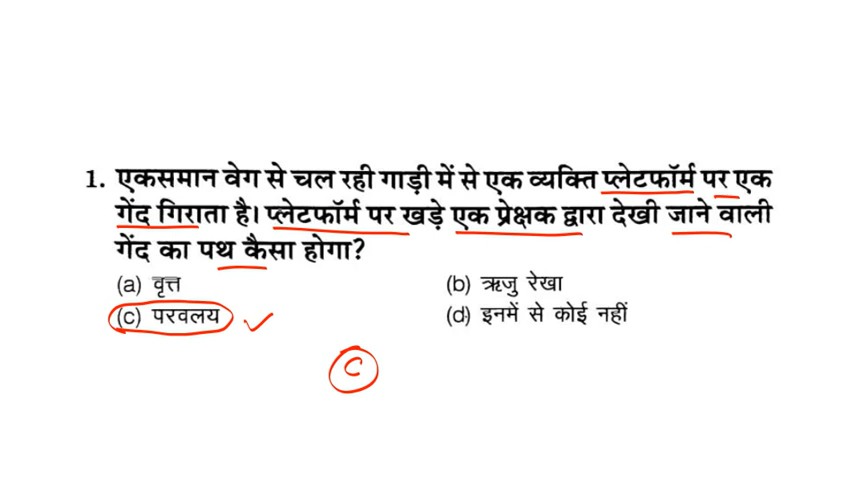 1. एकसमान वेग से चल रही गाड़ी में से एक व्यक्ति प्लेटफॉर्म पर एक
गेंद गिराता है। प्लेटफॉर्म पर खड़े एक प्रेक्षक द्वारा देखी जाने वाली
गेंद का पथ कैसा होगा?
(a) वृत्त (b) ऋजु रेखा
(c) परवलय (d) इनमें से कोई नहीं
C